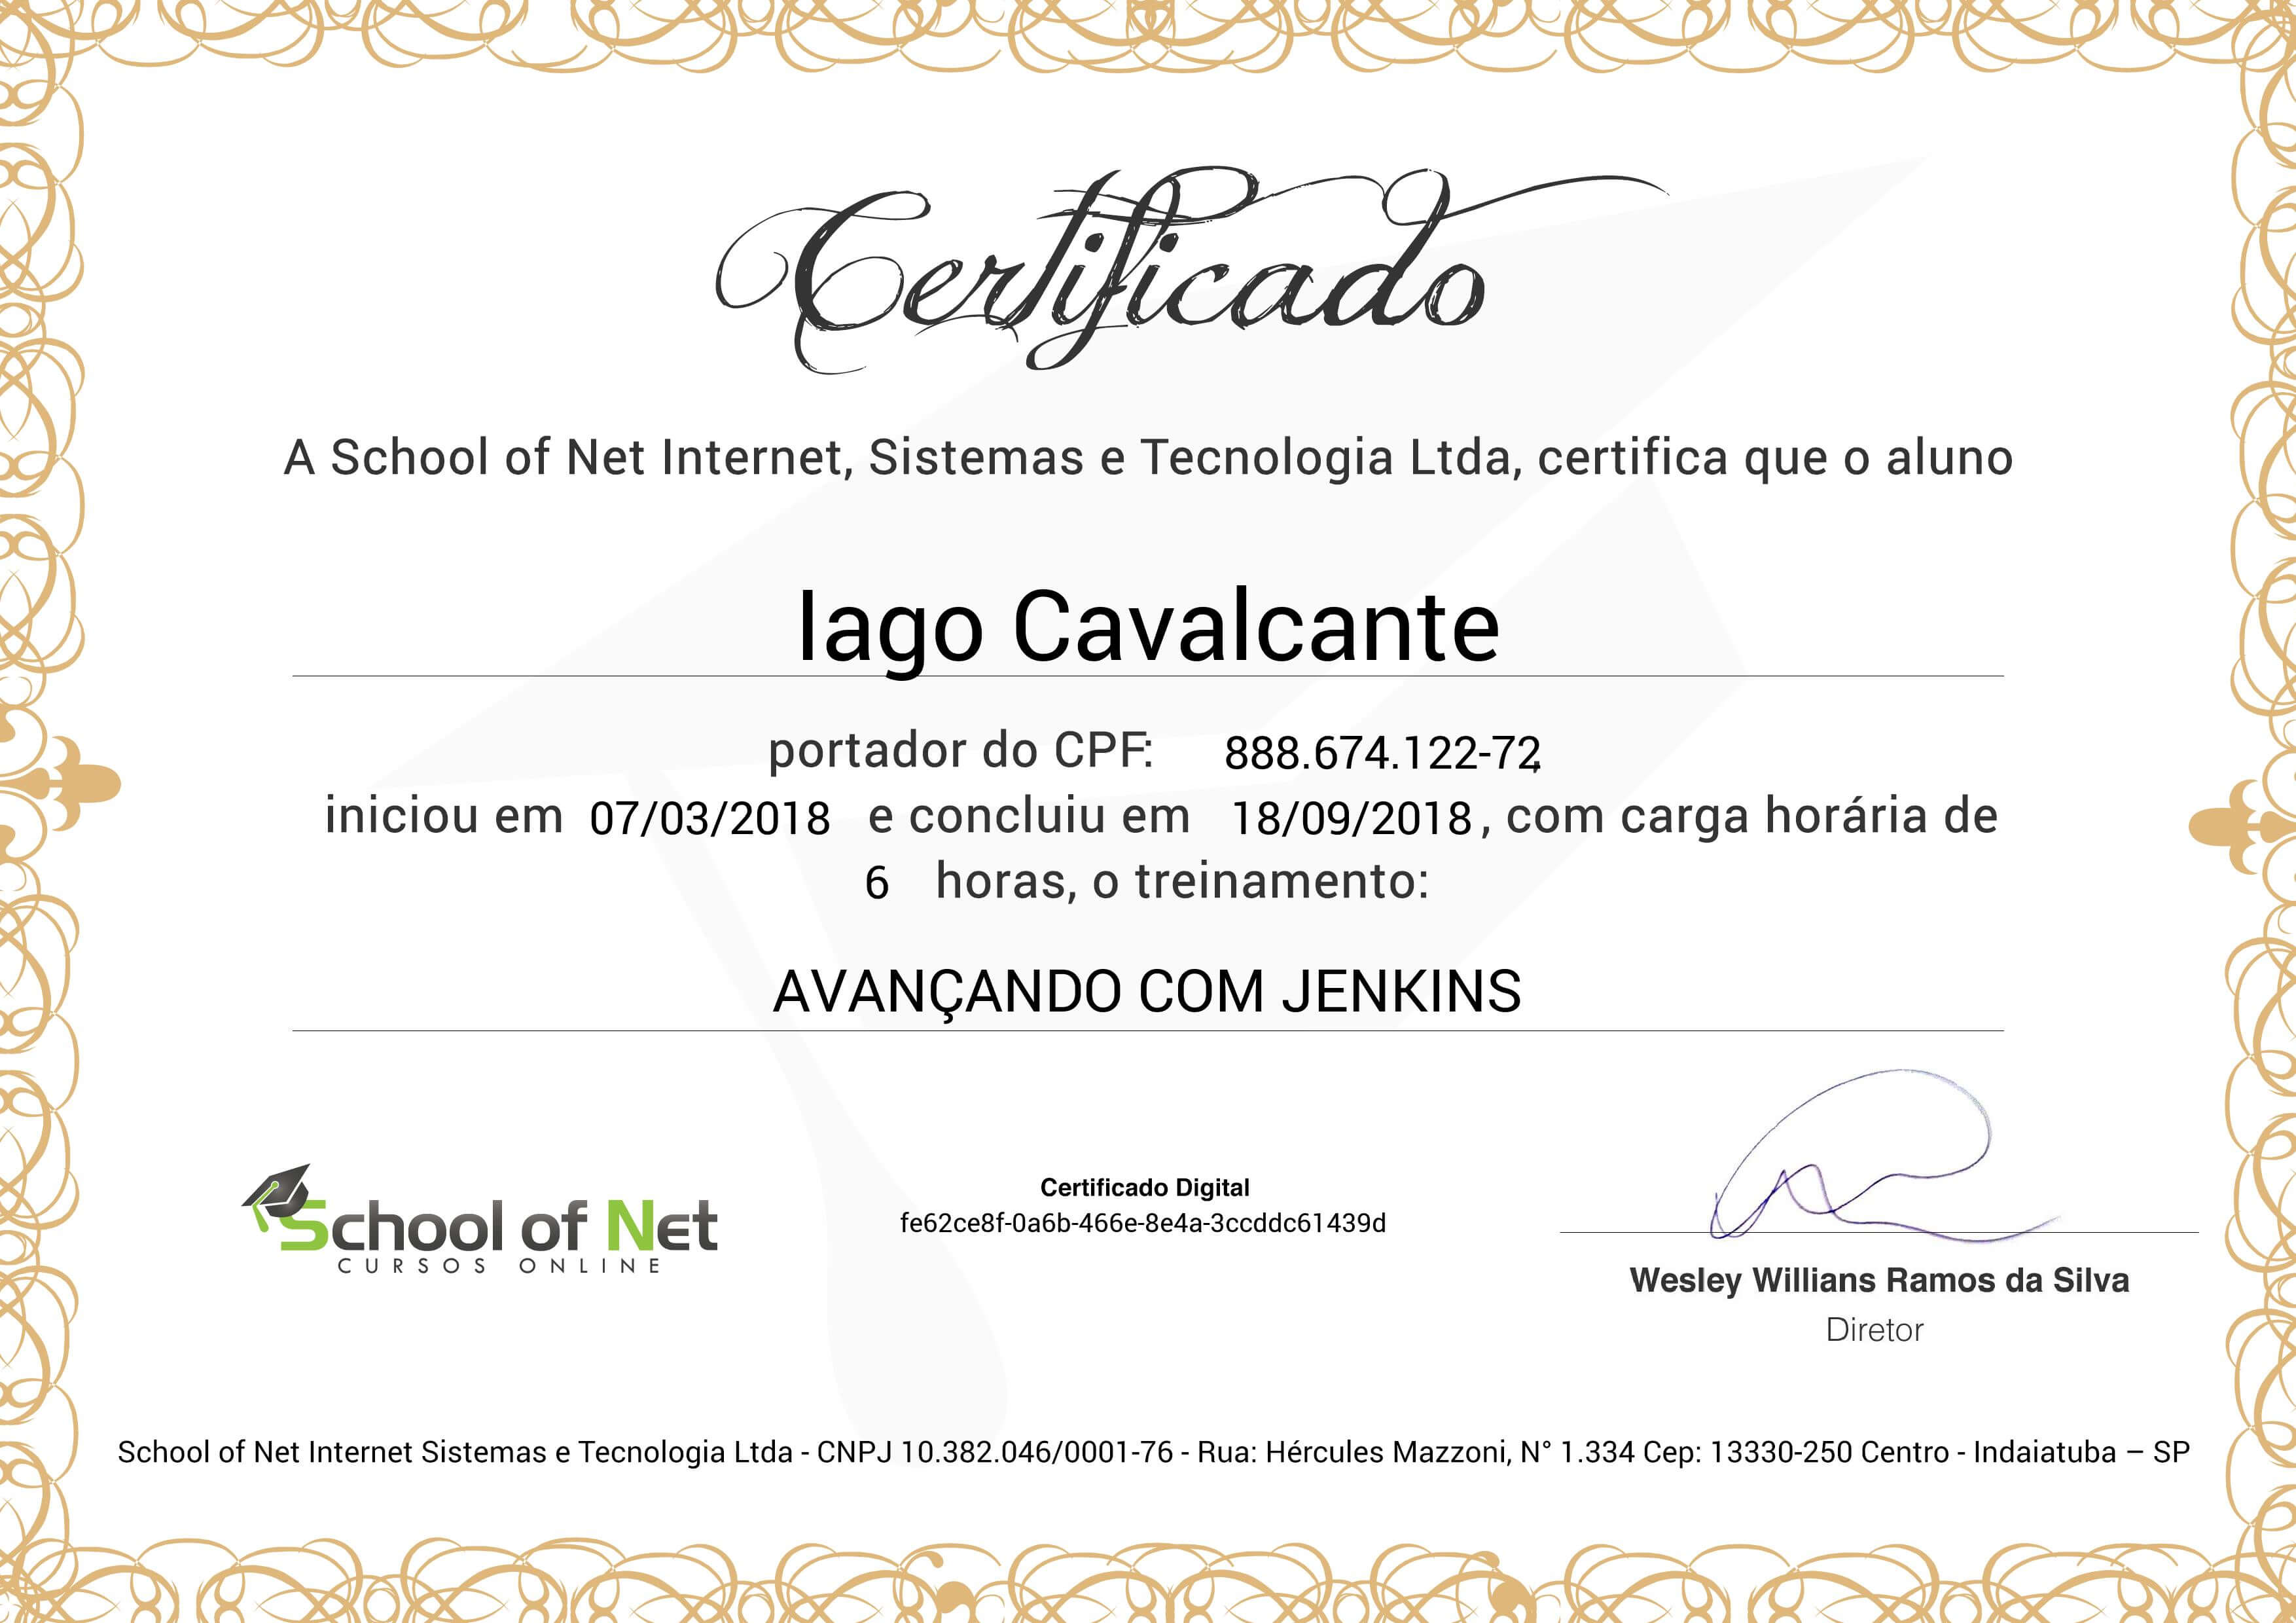 Certificado
A School of Net Internet, Sistemas e Tecnologia Ltda, certifica que o aluno
Iago Cavalcante
portador do CPF: 888.674.122-72,
iniciou em 07/03/2018 e concluiu em 18/09/2018, com carga horária de
6 horas, o treinamento:
AVANÇANDO COM JENKINS
School of Net
CURSOS ONLINE
Certificado Digital
fe62ce8f-0a6b-466e-8e4a-3ccddc61439d
Wesley Willians Ramos da Silva
Diretor
School of Net Internet Sistemas e Tecnologia Ltda - CNPJ 10.382.046/0001-76 - Rua: Hércules Mazzoni, N° 1.334 Cep: 13330-250 Centro - Indaiatuba – SP